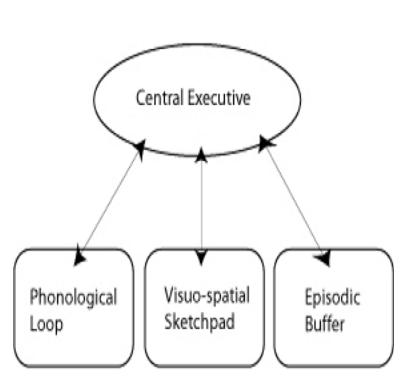 Central Executive
Phonological
Loop
Visuo-spatial
Sketchpad
Episodic
Buffer